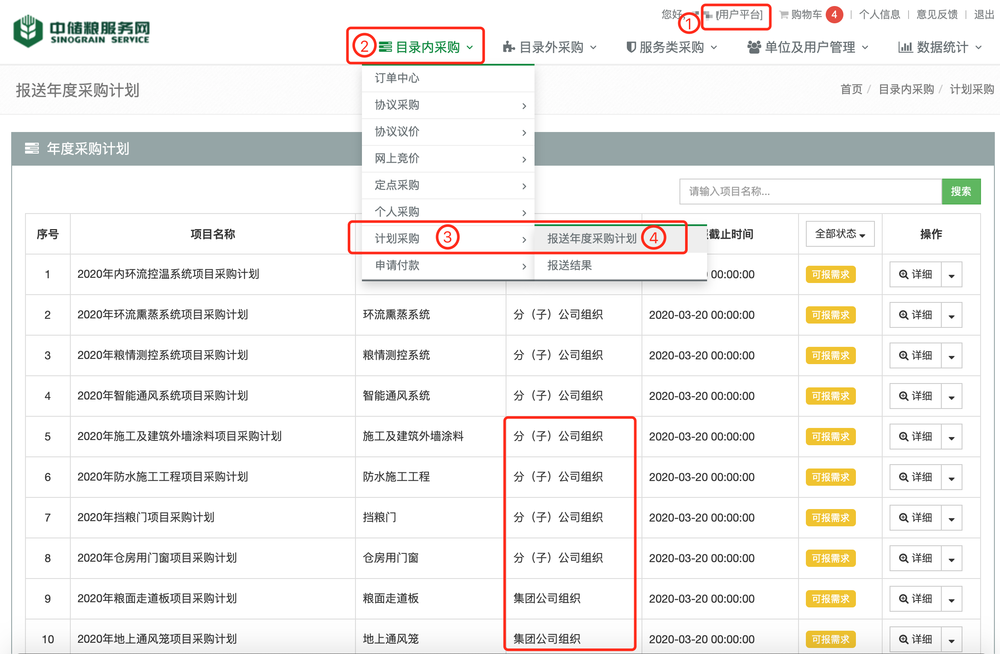 您好, [用户平台] 购物车 4 | 个人信息 | 意见反馈 | 退出
①
中储粮服务网
SINOGRAIN SERVICE
② 目录内采购 目录外采购 服务类采购 单位及用户管理 数据统计
报送年度采购计划
首页 / 目录内采购 / 计划采购
订单中心
协议采购
协议议价
网上竞价
定点采购
个人采购
计划采购 ③
申请付款
报送年度采购计划 ④
报送结果
年度采购计划
请输入项目名称... 搜索
序号 项目名称 截止时间 全部状态 操作
1 2020年内环流控温系统项目采购计划 00:00:00 可报需求 详细
2 2020年环流熏蒸系统项目采购计划 环流熏蒸系统 分（子）公司组织 2020-03-20 00:00:00 可报需求 详细
3 2020年粮情测控系统项目采购计划 粮情测控系统 分（子）公司组织 2020-03-20 00:00:00 可报需求 详细
4 2020年智能通风系统项目采购计划 智能通风系统 分（子）公司组织 2020-03-20 00:00:00 可报需求 详细
5 2020年施工及建筑外墙涂料项目采购计划 施工及建筑外墙涂料 分（子）公司组织 2020-03-20 00:00:00 可报需求 详细
6 2020年防水施工工程项目采购计划 防水施工工程 分（子）公司组织 2020-03-20 00:00:00 可报需求 详细
7 2020年挡粮门项目采购计划 挡粮门 分（子）公司组织 2020-03-20 00:00:00 可报需求 详细
8 2020年仓房用门窗项目采购计划 仓房用门窗 分（子）公司组织 2020-03-20 00:00:00 可报需求 详细
9 2020年粮面走道板项目采购计划 粮面走道板 集团公司组织 2020-03-20 00:00:00 可报需求 详细
10 2020年地上通风笼项目采购计划 地上通风笼 集团公司组织 2020-03-20 00:00:00 可报需求 详细